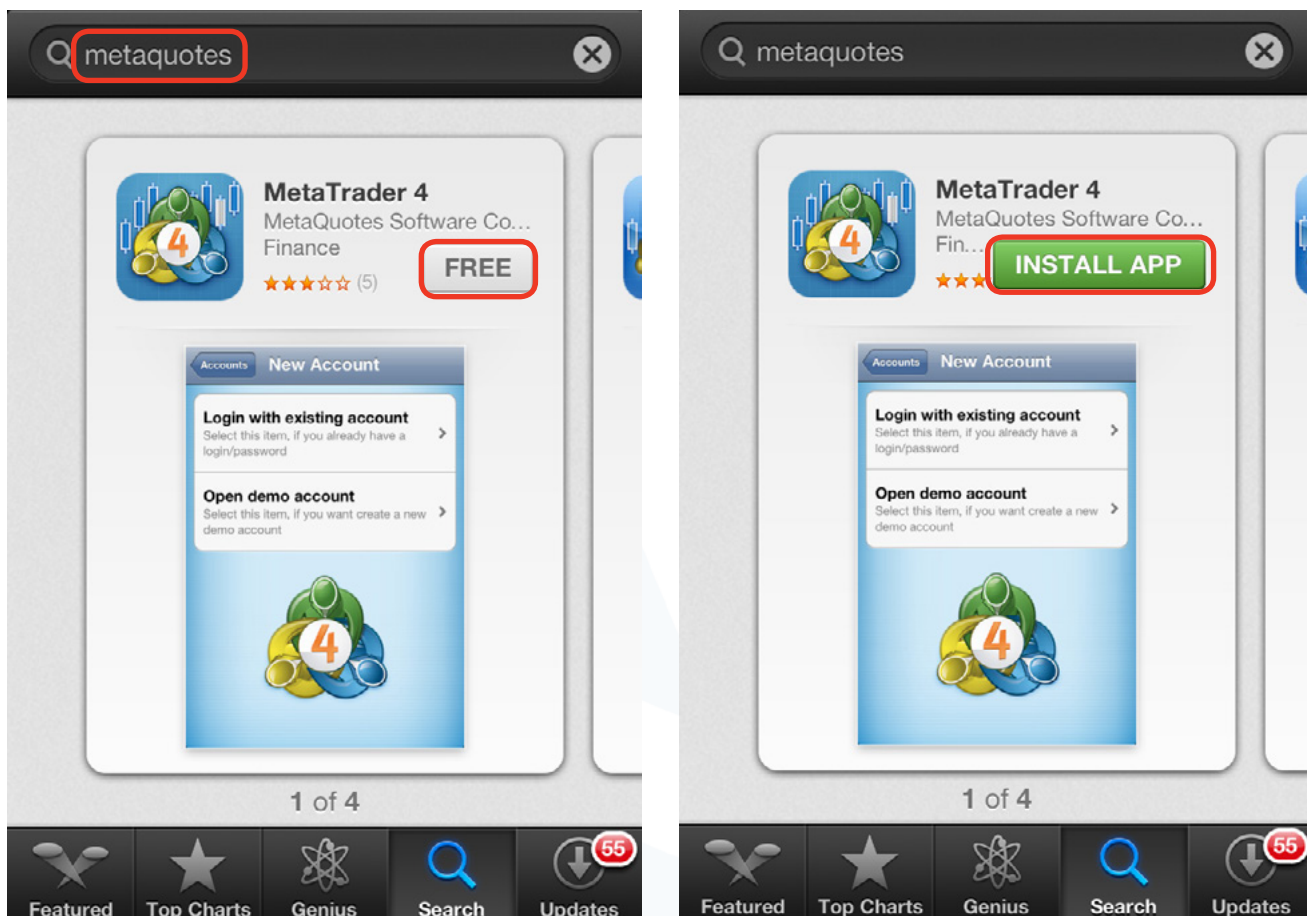 metaquotes
MetaTrader 4
MetaQuotes Software Co...
Finance
FREE
(5)
4
Accounts
New Account
Login with existing account
Select this item, if you already have a
login/password
Open demo account
Select this item, if you want create a new
demo account
4
1 of 4
55
Featured
Top Charts
Genius
Search
Updates
metaquotes
MetaTrader 4
MetaQuotes Software Co...
Fin...
INSTALL APP
4
Accounts
New Account
Login with existing account
Select this item, if you already have a
login/password
Open demo account
Select this item, if you want create a new
demo account
4
1 of 4
55
Featured
Top Charts
Genius
Search
Updates